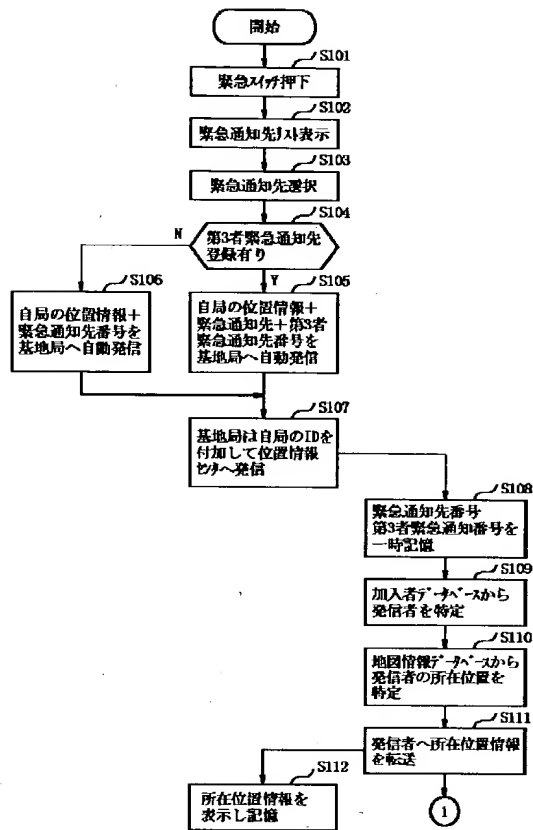 開始
S101
緊急スイッチ押下
S102
緊急通知先リスト表示
S103
緊急通知先選択
S104
第3者緊急通知先
登録有り
N
Y
S106
自局の位置情報+
緊急通知先番号を
基地局へ自動発信
S105
自局の位置情報+
緊急通知先+第3者
緊急通知先番号を
基地局へ自動発信
S107
基地局は自局のIDを
付加して位置情報
センタへ発信
S108
緊急通知先番号
第3者緊急通知番号を
一時記憶
S109
加入者データベースから
発信者を特定
S110
地図情報データベースから
発信者の所在位置を
特定
S111
発信者へ所在位置情報
を転送
S112
所在位置情報を
表示し記憶
1